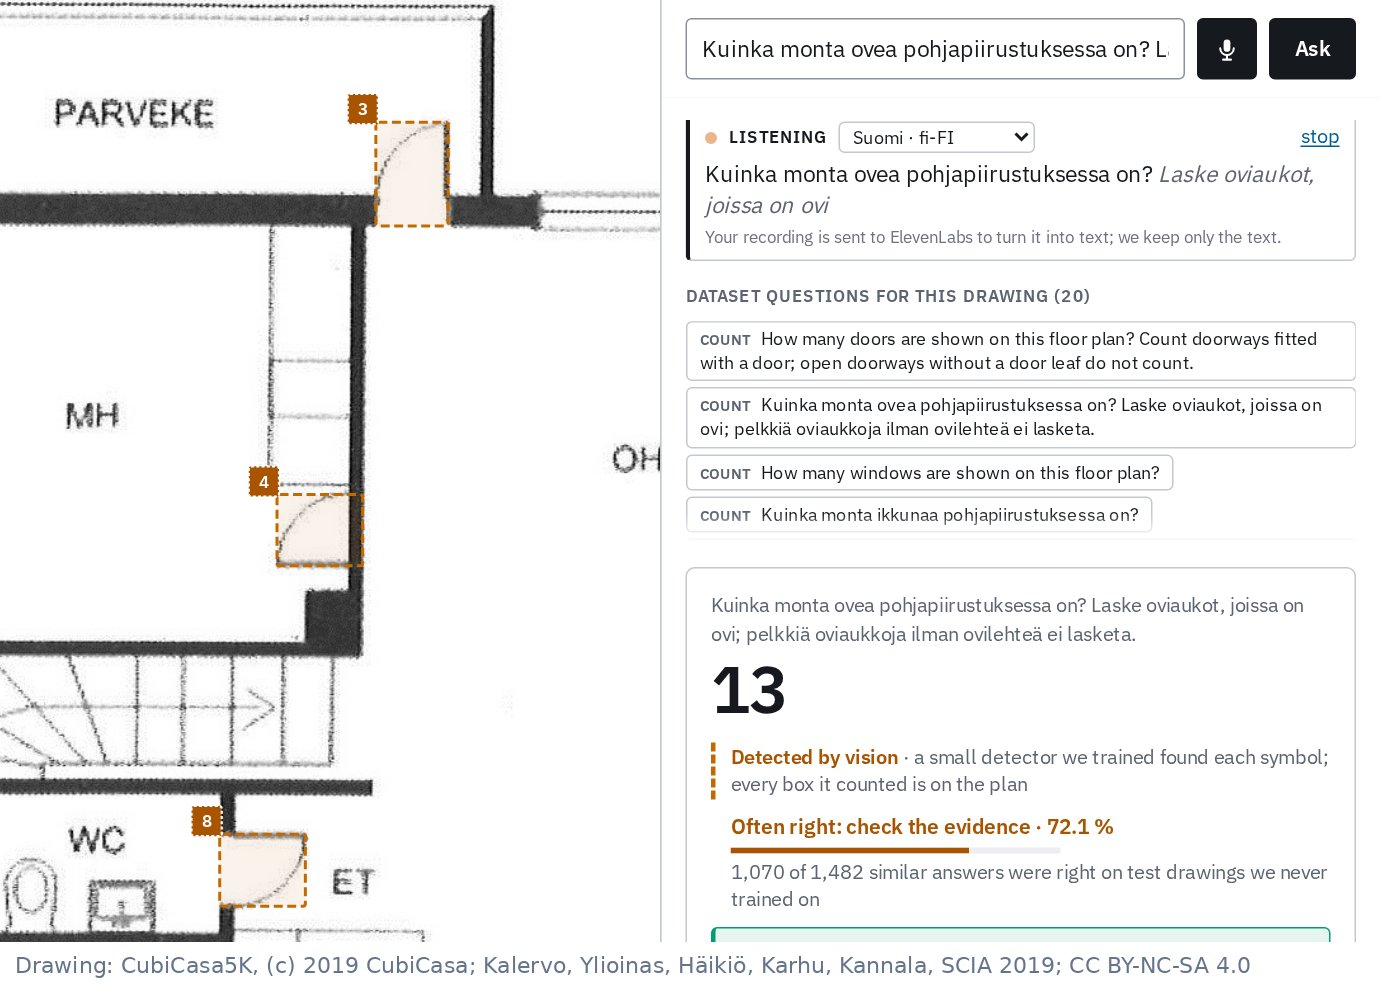 PARVEKE
3
MH
OH
4
WC
8
ET
Kuinka monta ovea pohjapiirustuksessa on? L
Ask
LISTENING
Suomi · fi-FI
stop
Kuinka monta ovea pohjapiirustuksessa on? Laske oviaukot,
joissa on ovi
Your recording is sent to ElevenLabs to turn it into text; we keep only the text.
DATASET QUESTIONS FOR THIS DRAWING (20)
COUNT How many doors are shown on this floor plan? Count doorways fitted
with a door; open doorways without a door leaf do not count.
COUNT Kuinka monta ovea pohjapiirustuksessa on? Laske oviaukot, joissa on
ovi; pelkkiä oviaukkoja ilman ovilehteä ei lasketa.
COUNT How many windows are shown on this floor plan?
COUNT Kuinka monta ikkunaa pohjapiirustuksessa on?
Kuinka monta ovea pohjapiirustuksessa on? Laske oviaukot, joissa on
ovi; pelkkiä oviaukkoja ilman ovilehteä ei lasketa.
13
Detected by vision · a small detector we trained found each symbol;
every box it counted is on the plan
Often right: check the evidence · 72.1 %
1,070 of 1,482 similar answers were right on test drawings we never
trained on
Drawing: CubiCasa5K, (c) 2019 CubiCasa; Kalervo, Ylioinas, Häikiö, Karhu, Kannala, SCIA 2019; CC BY-NC-SA 4.0